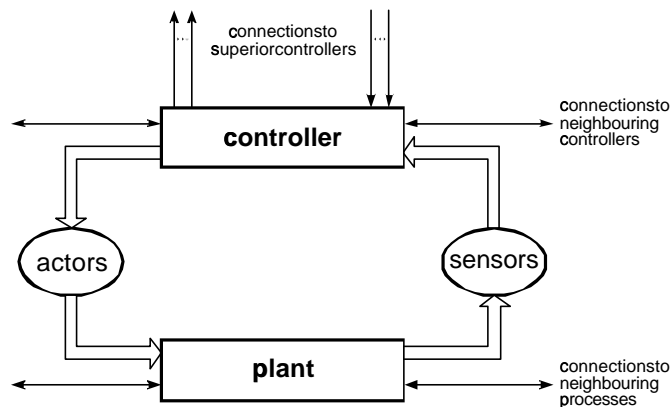 connectionsto
superiorcontrollers
controller
connectionsto
neighbouring
controllers
actors
sensors
plant
connectionsto
neighbouring
processes